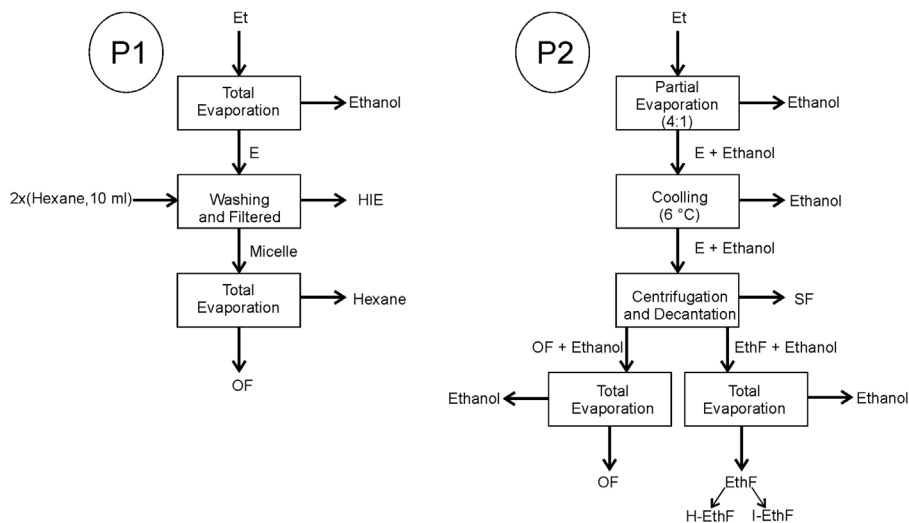 P1
Et
Total
Evaporation
Ethanol
E
2x(Hexane,10 ml)
Washing
and Filtered
HIE
Micelle
Total
Evaporation
Hexane
OF
P2
Et
Partial
Evaporation
(4:1)
Ethanol
E + Ethanol
Coolling
(6 °C)
Ethanol
E + Ethanol
Centrifugation
and Decantation
SF
OF + Ethanol
EthF + Ethanol
Ethanol
Total
Evaporation
Total
Evaporation
Ethanol
OF
EthF
H-EthF
I-EthF